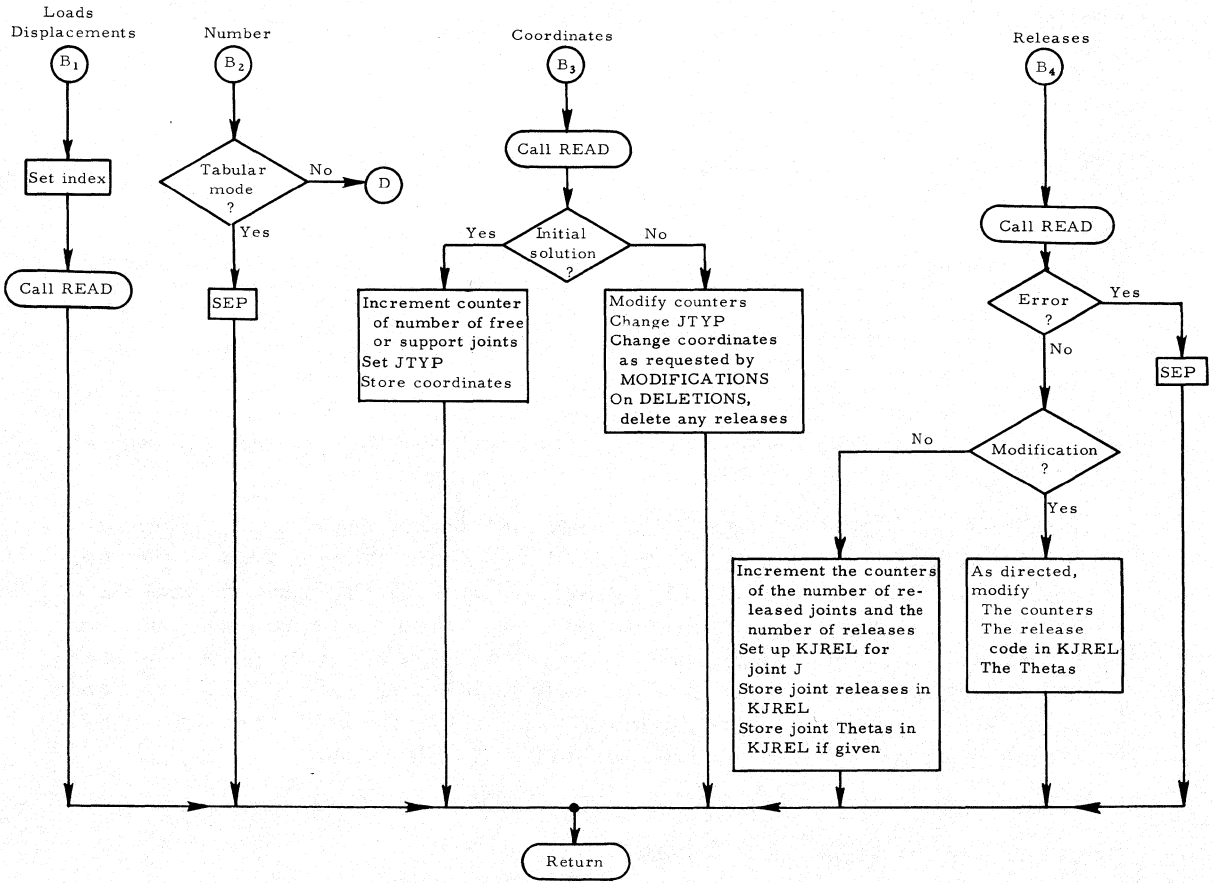 Loads
Displacements
B1
Set index
Call READ
Number
B2
Tabular
mode
?
No
D
Yes
SEP
Coordinates
B3
Call READ
Initial
solution
?
Yes
No
Increment counter
of number of free
or support joints
Set JTYP
Store coordinates
Modify counters
Change JTYP
Change coordinates
as requested by
MODIFICATIONS
On DELETIONS,
delete any releases
Releases
B4
Call READ
Error
?
Yes
No
SEP
Modification
?
No
Yes
Increment the counters
of the number of re-
leased joints and the
number of releases
Set up KJREL for
joint J
Store joint releases in
KJREL
Store joint Thetas in
KJREL if given
As directed,
modify
The counters
The release
code in KJREL
The Thetas
Return